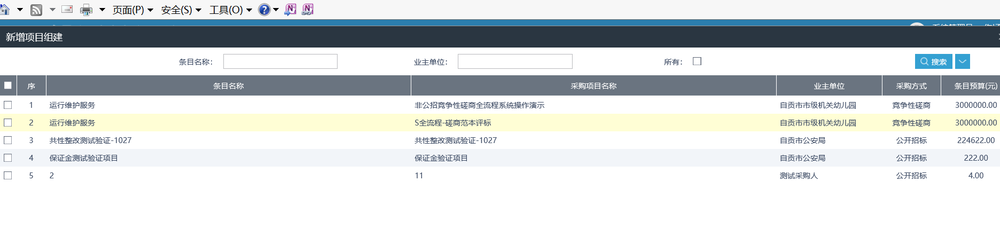 页面(P) 安全(S) 工具(O)
新增项目组建
条目名称： 业主单位： 所有： 搜索
序 条目名称 采购项目名称 业主单位 采购方式 条目预算(元)
1 运行维护服务 非公招竞争性磋商全流程系统操作演示 自贡市市级机关幼儿园 竞争性磋商 3000000.00
2 运行维护服务 S全流程-磋商范本评标 自贡市市级机关幼儿园 竞争性磋商 3000000.00
3 共性整改测试验证-1027 共性整改测试验证-1027 自贡市公安局 公开招标 224622.00
4 保证金测试验证项目 保证金验证项目 自贡市公安局 公开招标 222.00
5 2 11 测试采购人 公开招标 4.00